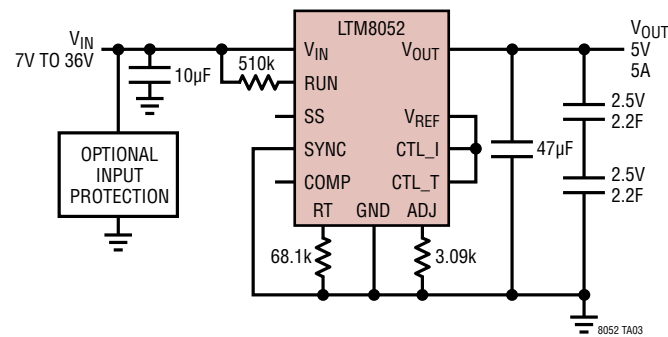 LTM8052
VIN
7V TO 36V
10µF
510k
VIN
RUN
SS
SYNC
COMP
RT
GND
ADJ
VOUT
VREF
CTL_I
CTL_T
VOUT
5V
5A
2.5V
2.2F
47µF
2.5V
2.2F
OPTIONAL
INPUT
PROTECTION
68.1k
3.09k
8052 TA03